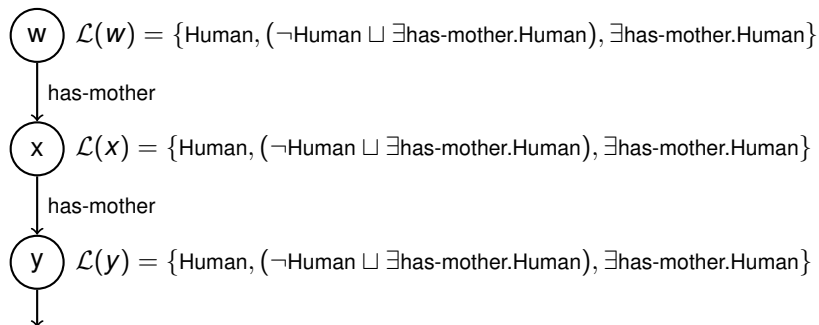 w ℒ(w) = {Human, (¬Human ⊔ ∃has-mother.Human), ∃has-mother.Human}
has-mother
x ℒ(x) = {Human, (¬Human ⊔ ∃has-mother.Human), ∃has-mother.Human}
has-mother
y ℒ(y) = {Human, (¬Human ⊔ ∃has-mother.Human), ∃has-mother.Human}